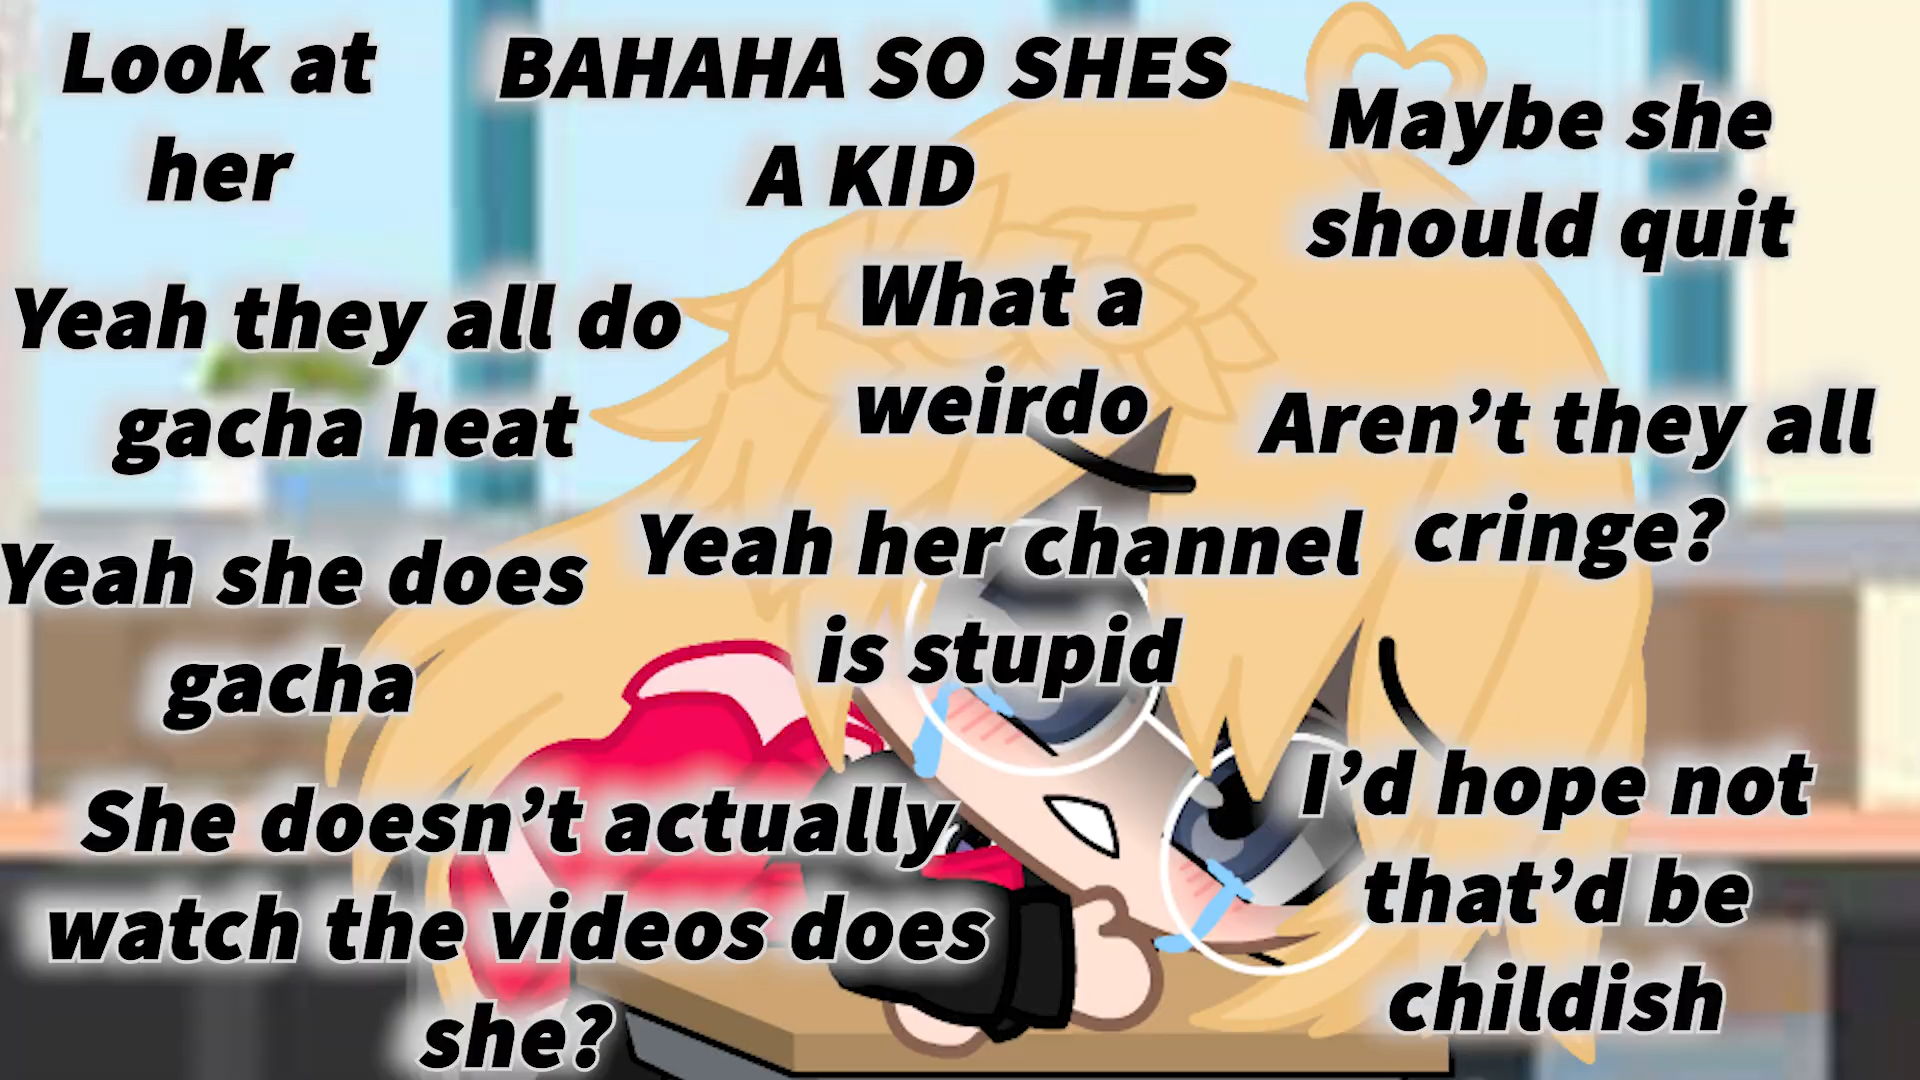 Look at
her
BAHAHA SO SHES
A KID
Maybe she
should quit
Yeah they all do
gacha heat
What a
weirdo
Aren't they all
cringe?
Yeah she does
gacha
Yeah her channel
is stupid
She doesn't actually
watch the videos does
she?
I'd hope not
that'd be
childish